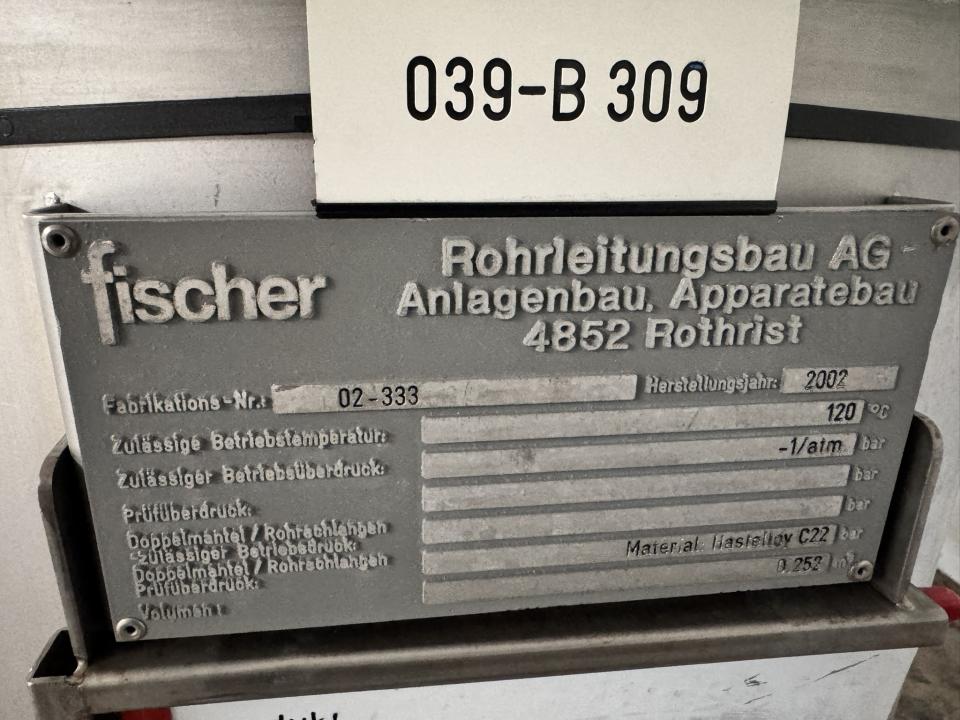 039-B 309
fischer
Rohrleitungsbau AG
Anlagenbau, Apparatebau
4852 Rothrist
Fabrikations-Nr.: 02-333 Herstellungsjahr: 2002
Zulässige Betriebstemperatur: 120 °C
Zulässiger Betriebsüberdruck: -1/atm bar
Prüfüberdruck: bar
Doppelmantel / Rohrschlangen
Zulässiger Betriebsdruck: bar
Doppelmantel / Rohrschlangen
Prüfüberdruck: Material: Hastelloy C22 bar
Volumen: 0,252 m³